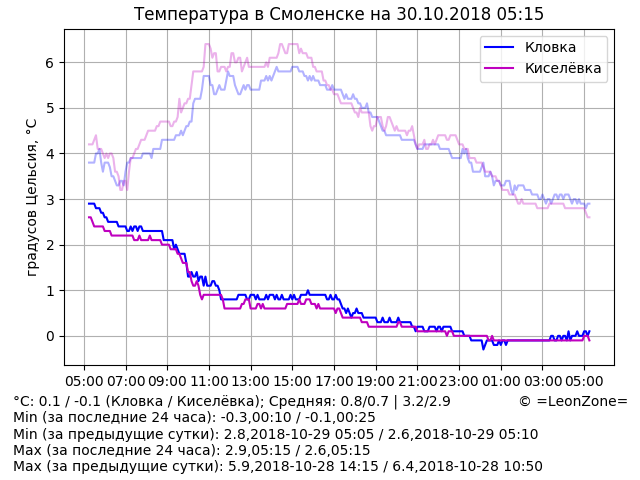 Температура в Смоленске на 30.10.2018 05:15
градусов Цельсия, °C
6
5
4
3
2
1
0
Кловка
Киселёвка
05:00 07:00 09:00 11:00 13:00 15:00 17:00 19:00 21:00 23:00 01:00 03:00 05:00
°C: 0.1 / -0.1 (Кловка / Киселёвка); Средняя: 0.8/0.7 | 3.2/2.9 © =LeonZone=
Min (за последние 24 часа): -0.3,00:10 / -0.1,00:25
Min (за предыдущие сутки): 2.8,2018-10-29 05:05 / 2.6,2018-10-29 05:10
Max (за последние 24 часа): 2.9,05:15 / 2.6,05:15
Max (за предыдущие сутки): 5.9,2018-10-28 14:15 / 6.4,2018-10-28 10:50